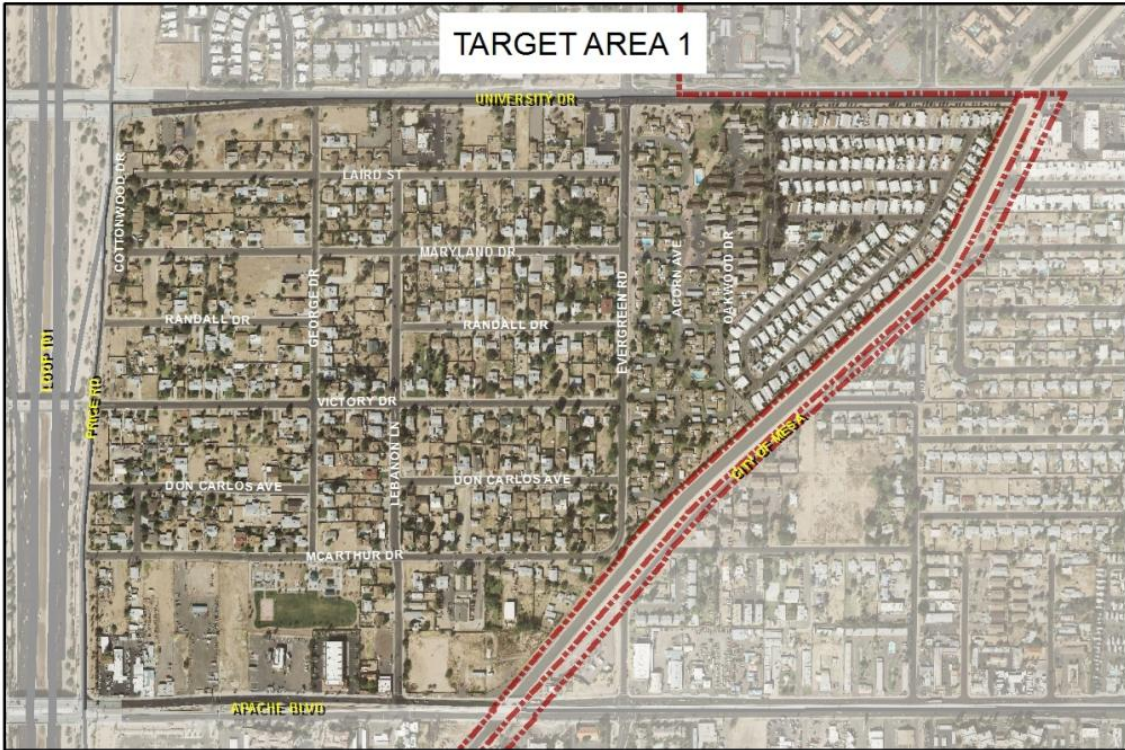 TARGET AREA 1
UNIVERSITY DR
LAIRD ST
COTTONWOOD DR
MARYLAND DR
ACORN AVE
OAKWOOD DR
GEORGE DR
RANDALL DR
RANDALL DR
EVERGREEN RD
LOOP 101
PRICE RD
VICTORY DR
LEBANON LN
CITY OF MESA
DON CARLOS AVE
DON CARLOS AVE
MCARTHUR DR
APACHE BLVD